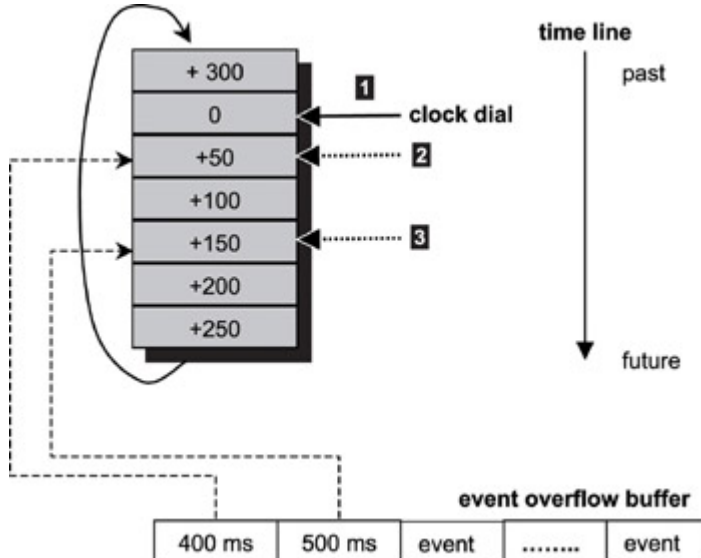 time line
+ 300
past
1
0
clock dial
+50
2
+100
+150
3
+200
+250
future
event overflow buffer
400 ms
500 ms
event
........
event